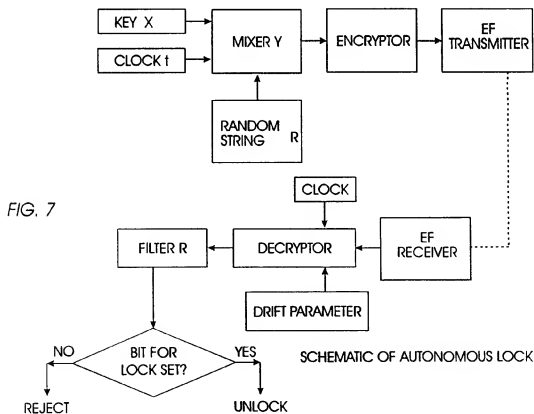 KEY X
CLOCK t
MIXER Y
ENCRYPTOR
EF
TRANSMITTER
RANDOM
STRING R
FIG. 7
CLOCK
FILTER R
DECRYPTOR
EF
RECEIVER
DRIFT PARAMETER
NO
BIT FOR
LOCK SET?
YES
SCHEMATIC OF AUTONOMOUS LOCK
REJECT
UNLOCK